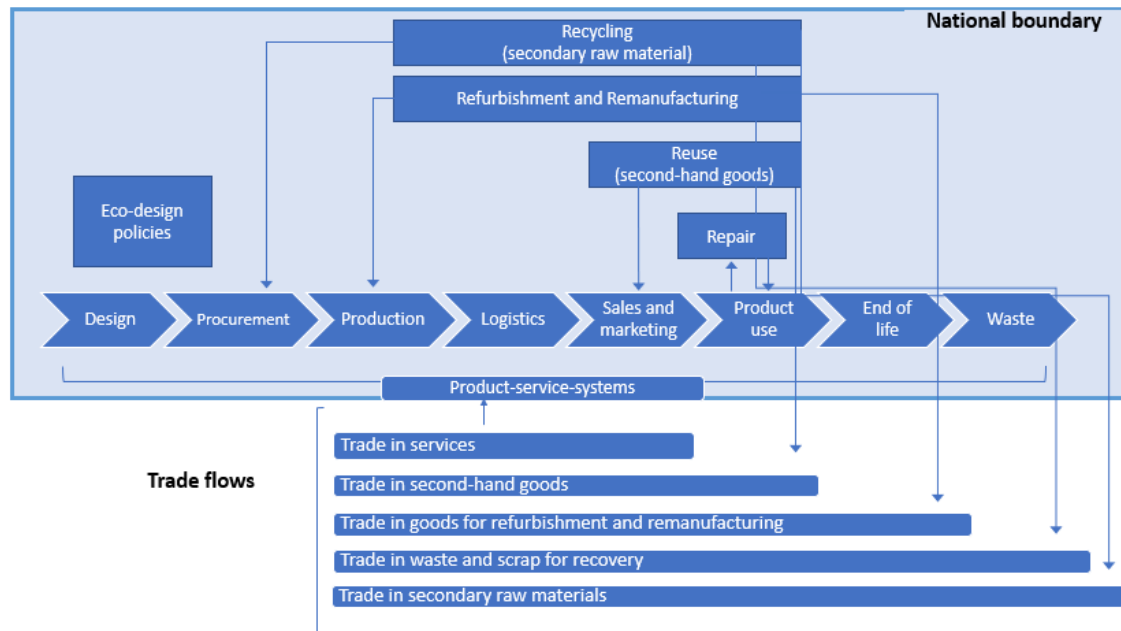 National boundary
Recycling
(secondary raw material)
Refurbishment and Remanufacturing
Reuse
(second-hand goods)
Eco-design
policies
Repair
Design
Procurement
Production
Logistics
Sales and
marketing
Product
use
End of
life
Waste
Product-service-systems
Trade flows
Trade in services
Trade in second-hand goods
Trade in goods for refurbishment and remanufacturing
Trade in waste and scrap for recovery
Trade in secondary raw materials